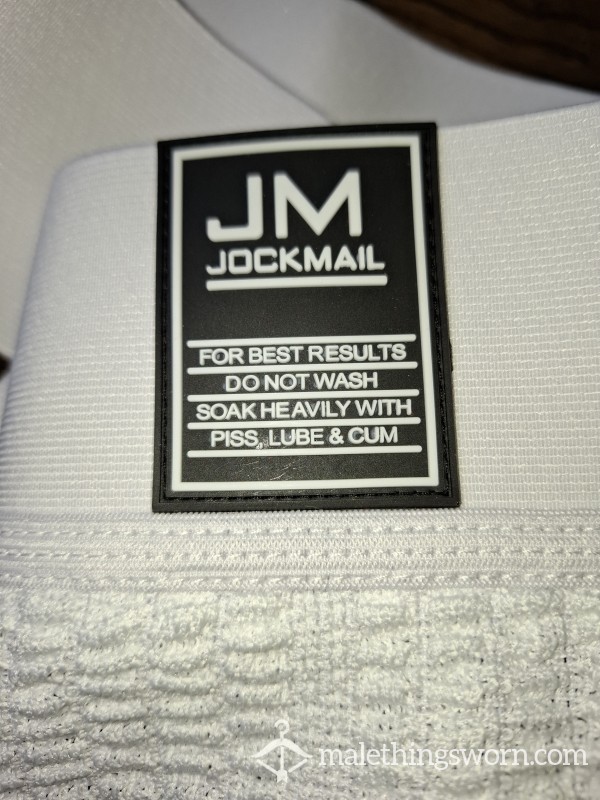 JM
JOCKMAIL
FOR BEST RESULTS
DO NOT WASH
SOAK HEAVILY WITH
PISS, LUBE & CUM
malethingsworn.com